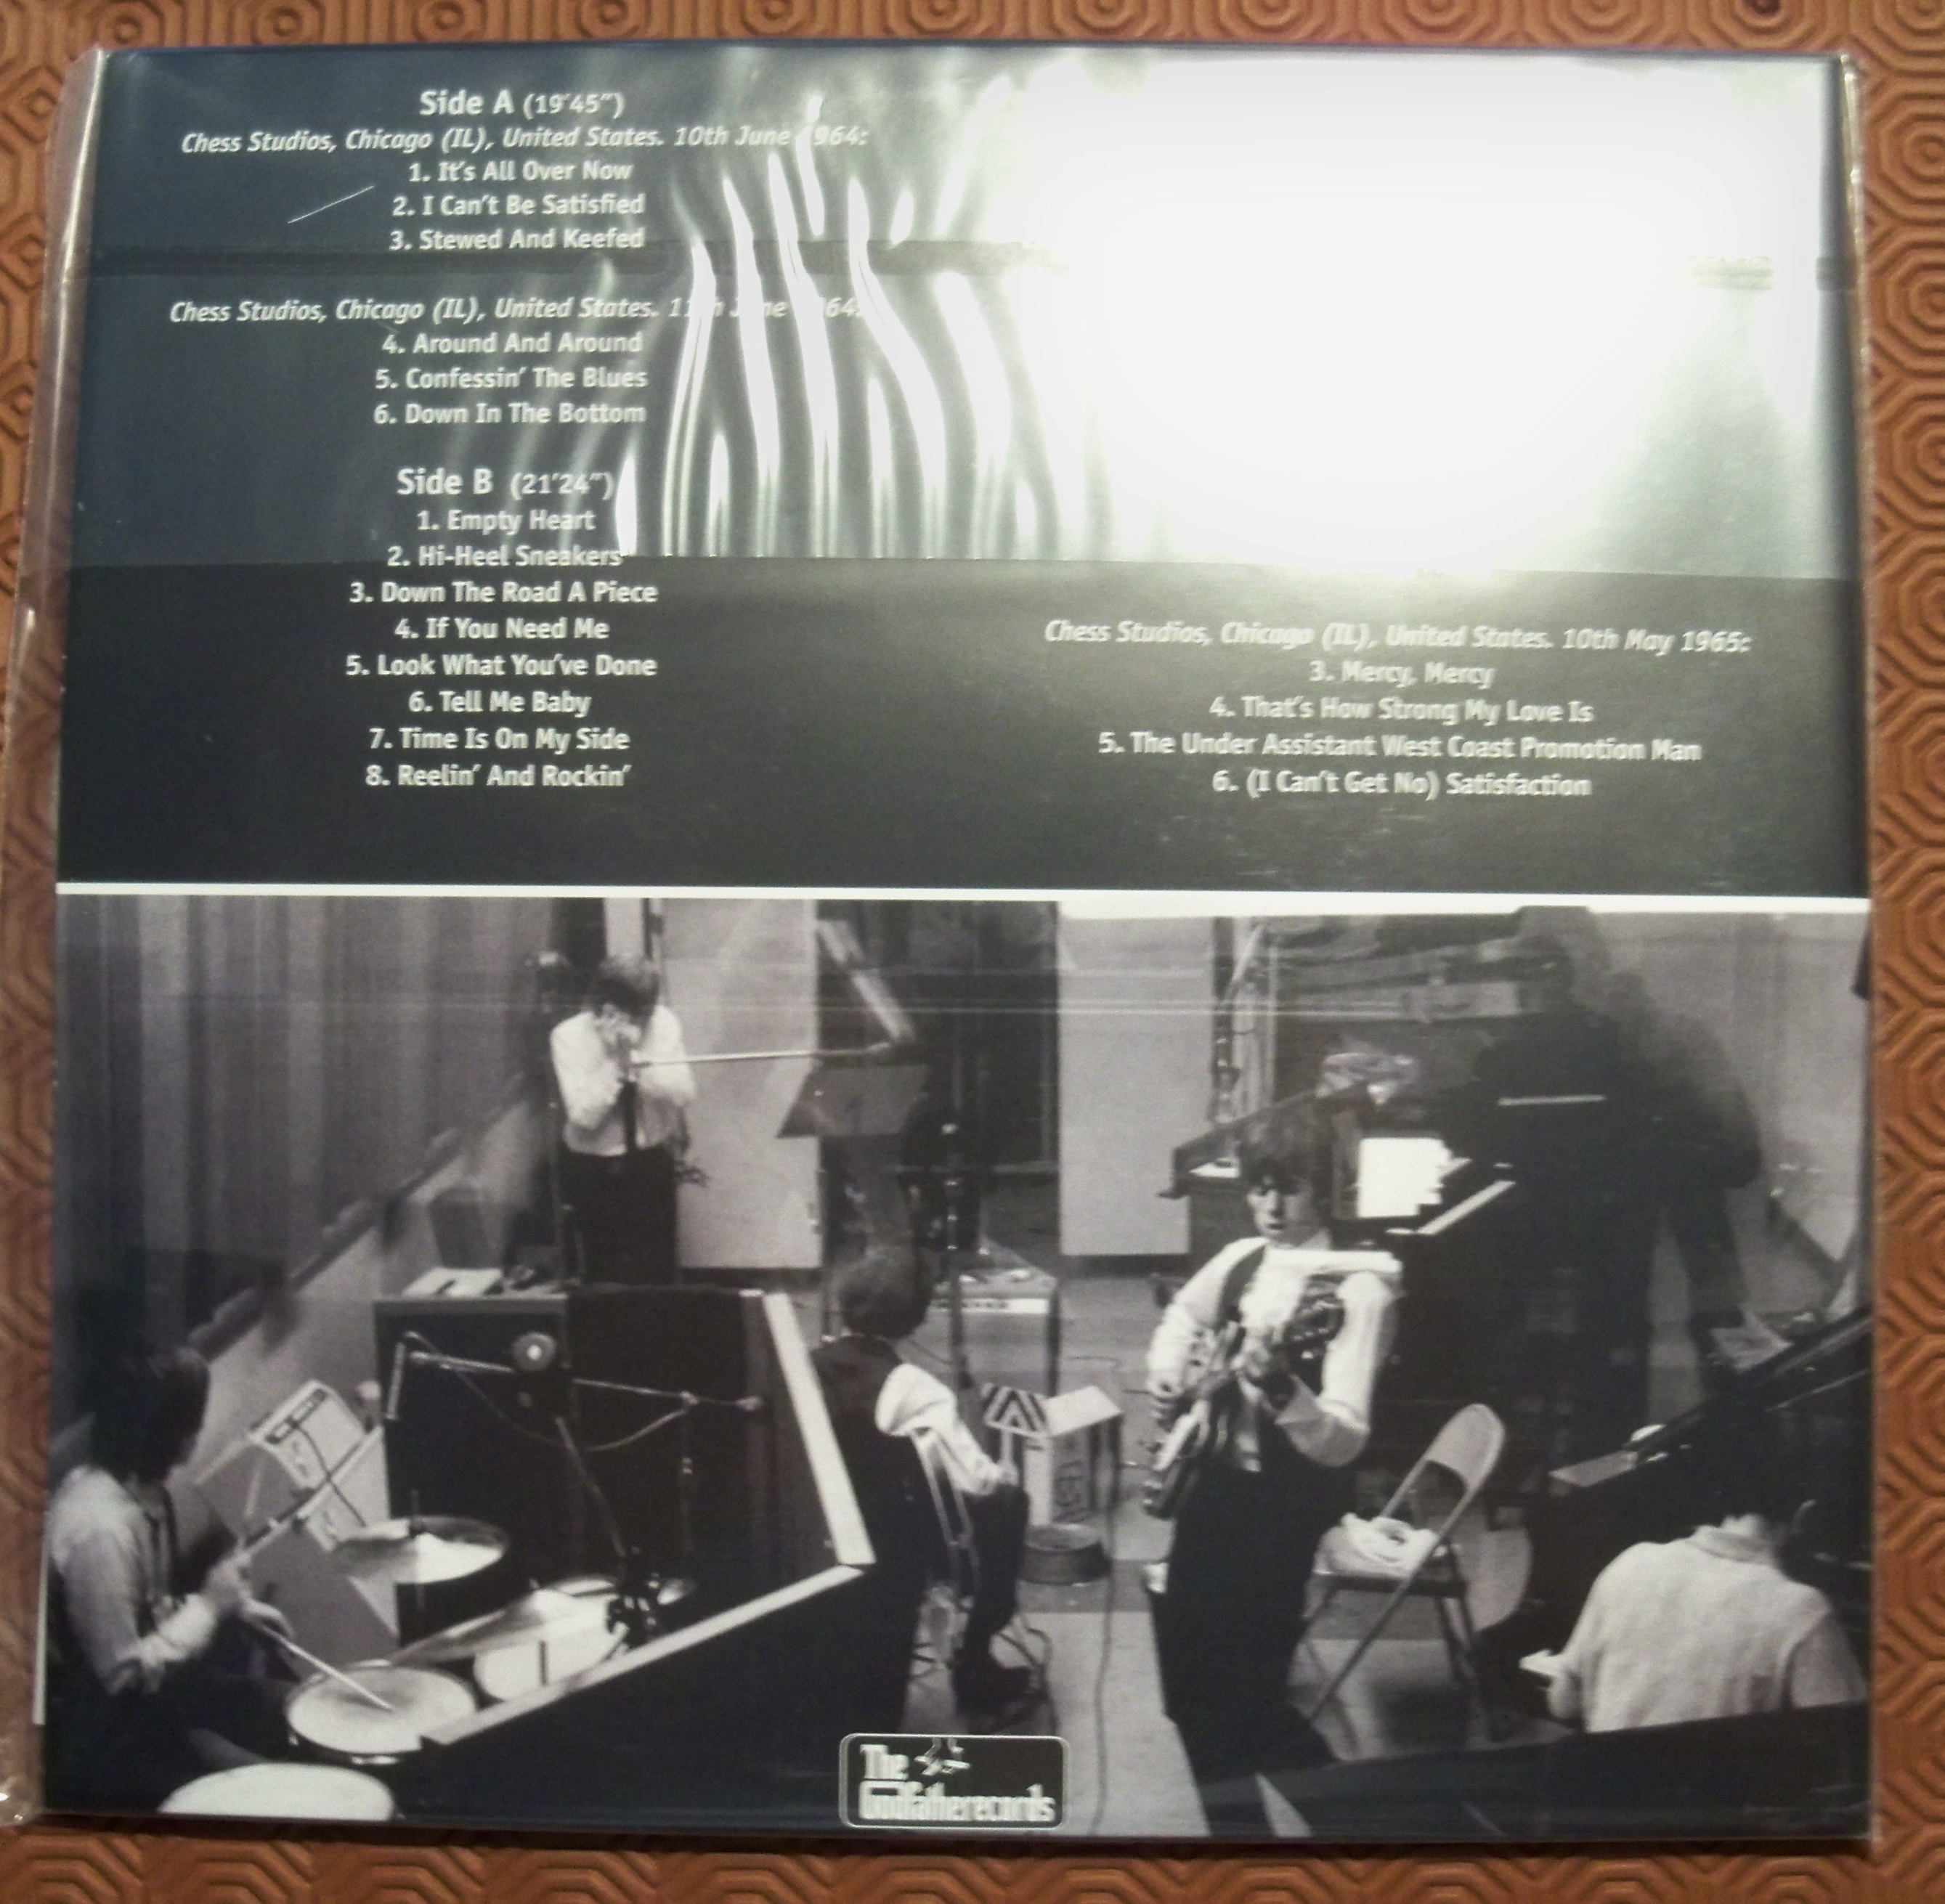 Side A (19'45")
Chess Studios, Chicago (IL), United States. 10th June 964:
1. It's All Over Now
2. I Can't Be Satisfied
3. Stewed And Keefed
Chess Studios, Chicago (IL), United States. 64:
4. Around And Around
5. Confessin' The Blues
6. Down In The Bottom
Side B (21'24")
1. Empty Heart
2. Hi-Heel Sneakers
3. Down The Road A Piece
4. If You Need Me
5. Look What You've Done
6. Tell Me Baby
7. Time Is On My Side
8. Reelin' And Rockin'
Chess Studios, Chicago (IL), United States. 10th May 1965:
3. Mercy, Mercy
4. That's How Strong My Love Is
5. The Under Assistant West Coast Promotion Man
6. (I Can't Get No) Satisfaction
The
Godfatherecords